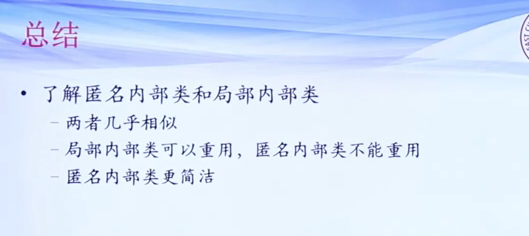 总结
• 了解匿名内部类和局部内部类
– 两者几乎相似
– 局部内部类可以重用，匿名内部类不能重用
– 匿名内部类更简洁